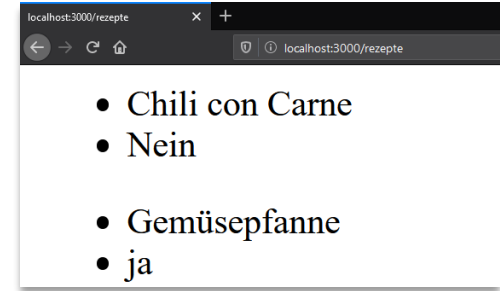 localhost:3000/rezepte
localhost:3000/rezepte
Chili con Carne
Nein
Gemüsepfanne
ja